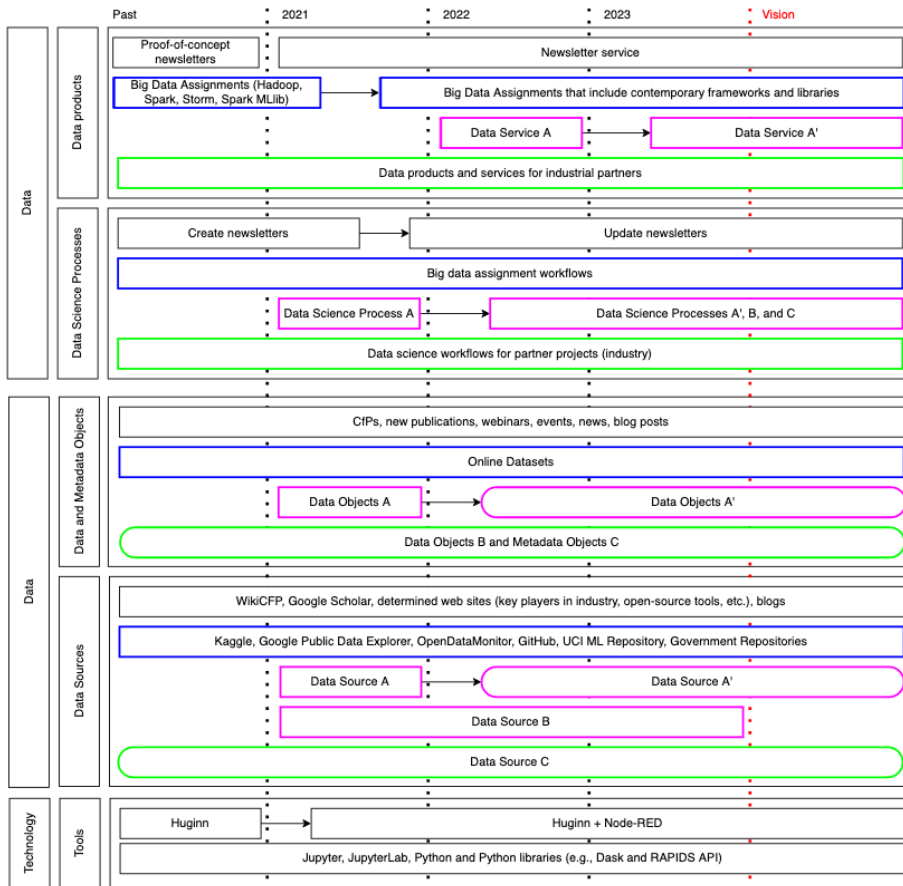 Past 2021 2022 2023 Vision
Data
Data products
Proof-of-concept
newsletters
Newsletter service
Big Data Assignments (Hadoop,
Spark, Storm, Spark MLlib)
Big Data Assignments that include contemporary frameworks and libraries
Data Service A
Data Service A'
Data products and services for industrial partners
Data Science Processes
Create newsletters
Update newsletters
Big data assignment workflows
Data Science Process A
Data Science Processes A', B, and C
Data science workflows for partner projects (industry)
Data
Data and Metadata Objects
CfPs, new publications, webinars, events, news, blog posts
Online Datasets
Data Objects A
Data Objects A'
Data Objects B and Metadata Objects C
Data Sources
WikiCFP, Google Scholar, determined web sites (key players in industry, open-source tools, etc.), blogs
Kaggle, Google Public Data Explorer, OpenDataMonitor, GitHub, UCI ML Repository, Government Repositories
Data Source A
Data Source A'
Data Source B
Data Source C
Technology
Tools
Huginn
Huginn + Node-RED
Jupyter, JupyterLab, Python and Python libraries (e.g., Dask and RAPIDS API)